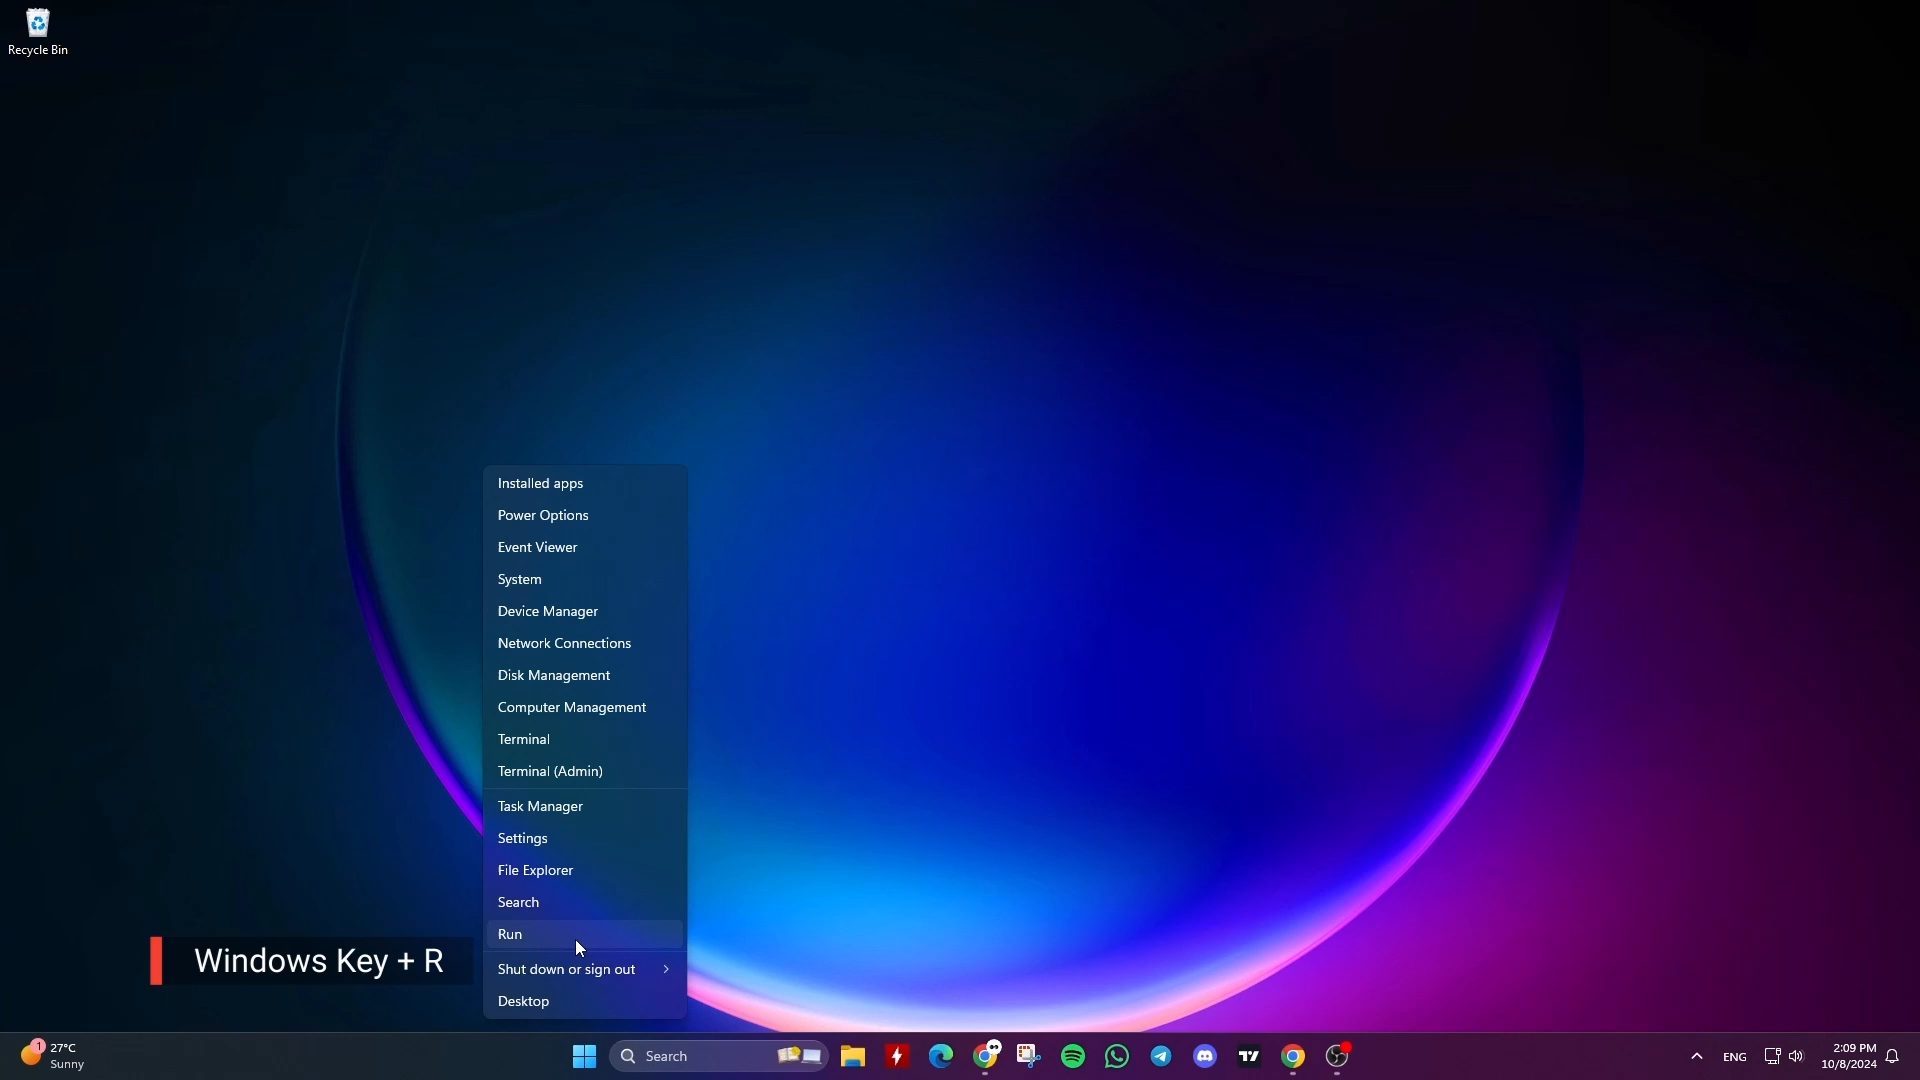 Recycle Bin
Installed apps
Power Options
Event Viewer
System
Device Manager
Network Connections
Disk Management
Computer Management
Terminal
Terminal (Admin)
Task Manager
Settings
File Explorer
Search
Run
Shut down or sign out
Desktop
Windows Key + R
1
27°C
Sunny
Search
ENG
2:09 PM
10/8/2024